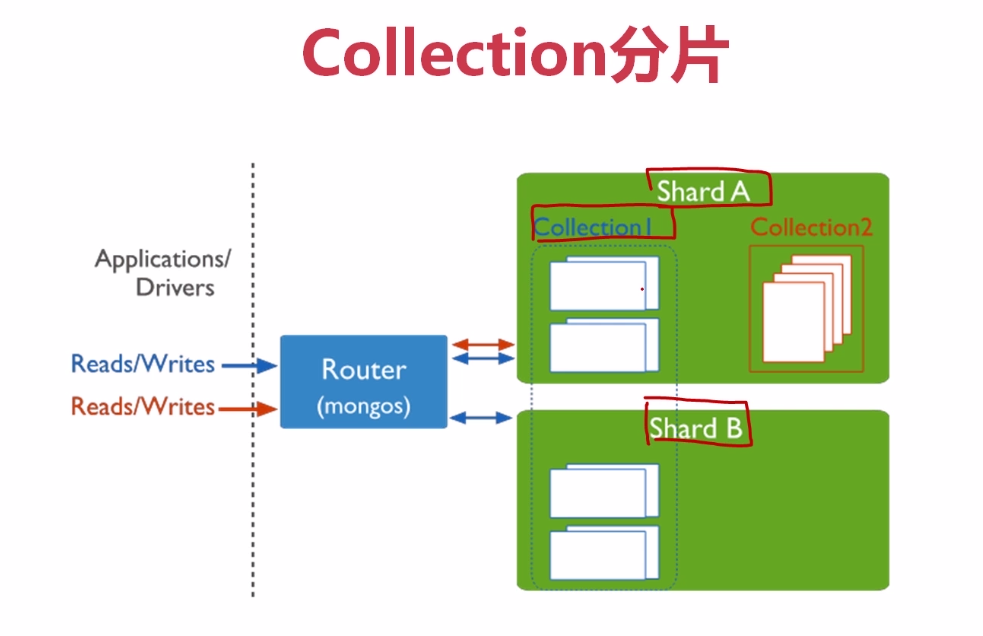 Collection分片
Applications/
Drivers
Reads/Writes
Reads/Writes
Router
(mongos)
Shard A
Collection1
Collection2
Shard B